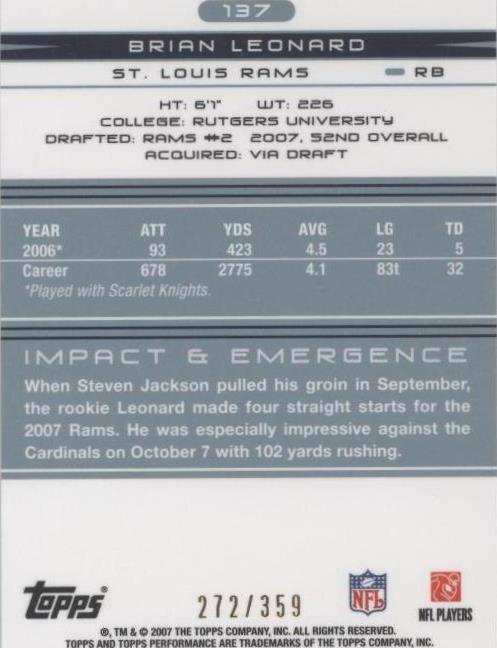 137
BRIAN LEONARD
ST. LOUIS RAMS RB
HT: 6'1" WT: 226
COLLEGE: RUTGERS UNIVERSITY
DRAFTED: RAMS #2 2007, 52ND OVERALL
ACQUIRED: VIA DRAFT
YEAR ATT YDS AVG LG TD
2006* 93 423 4.5 23 5
Career 678 2775 4.1 83t 32
*Played with Scarlet Knights.
IMPACT & EMERGENCE
When Steven Jackson pulled his groin in September,
the rookie Leonard made four straight starts for the
2007 Rams. He was especially impressive against the
Cardinals on October 7 with 102 yards rushing.
Topps® 272/359 NFL NFL PLAYERS
®, TM & © 2007 THE TOPPS COMPANY, INC. ALL RIGHTS RESERVED.
TOPPS AND TOPPS PERFORMANCE ARE TRADEMARKS OF THE TOPPS COMPANY, INC.